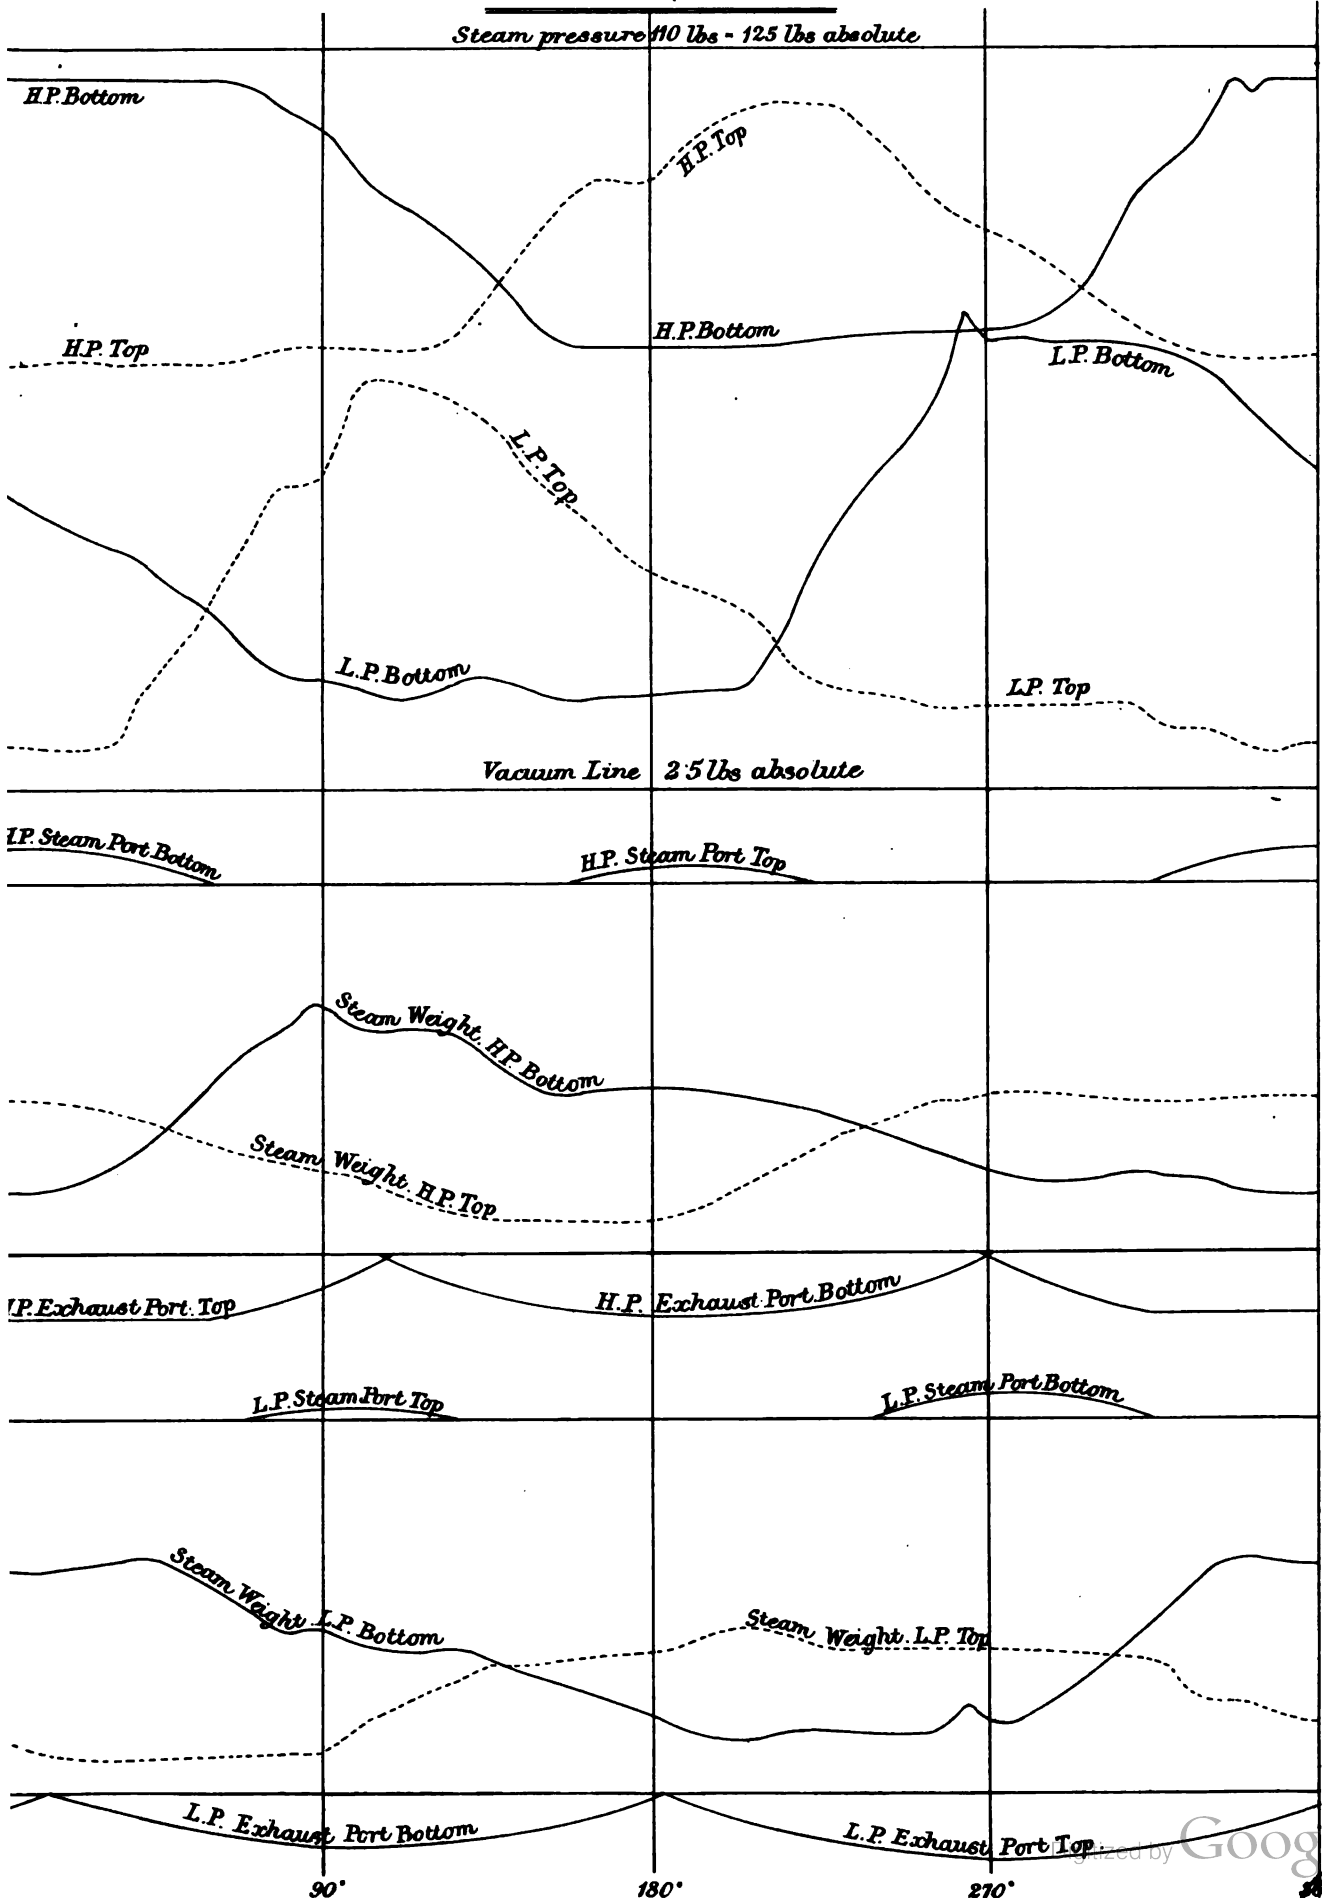 Steam pressure 110 lbs - 125 lbs absolute
H.P. Bottom
H.P. Top
H.P. Bottom
H.P. Top
L.P. Bottom
L.P. Top
L.P. Bottom
L.P. Top
Vacuum Line 2.5 lbs absolute
H.P. Steam Port Bottom
H.P. Steam Port Top
Steam Weight. H.P. Bottom
Steam Weight. H.P. Top
H.P. Exhaust Port Top
H.P. Exhaust Port Bottom
L.P. Steam Port Top
L.P. Steam Port Bottom
Steam Weight L.P. Bottom
Steam Weight. L.P. Top
L.P. Exhaust Port Bottom
L.P. Exhaust Port Top
Digitized by Goog
90° 180° 270°